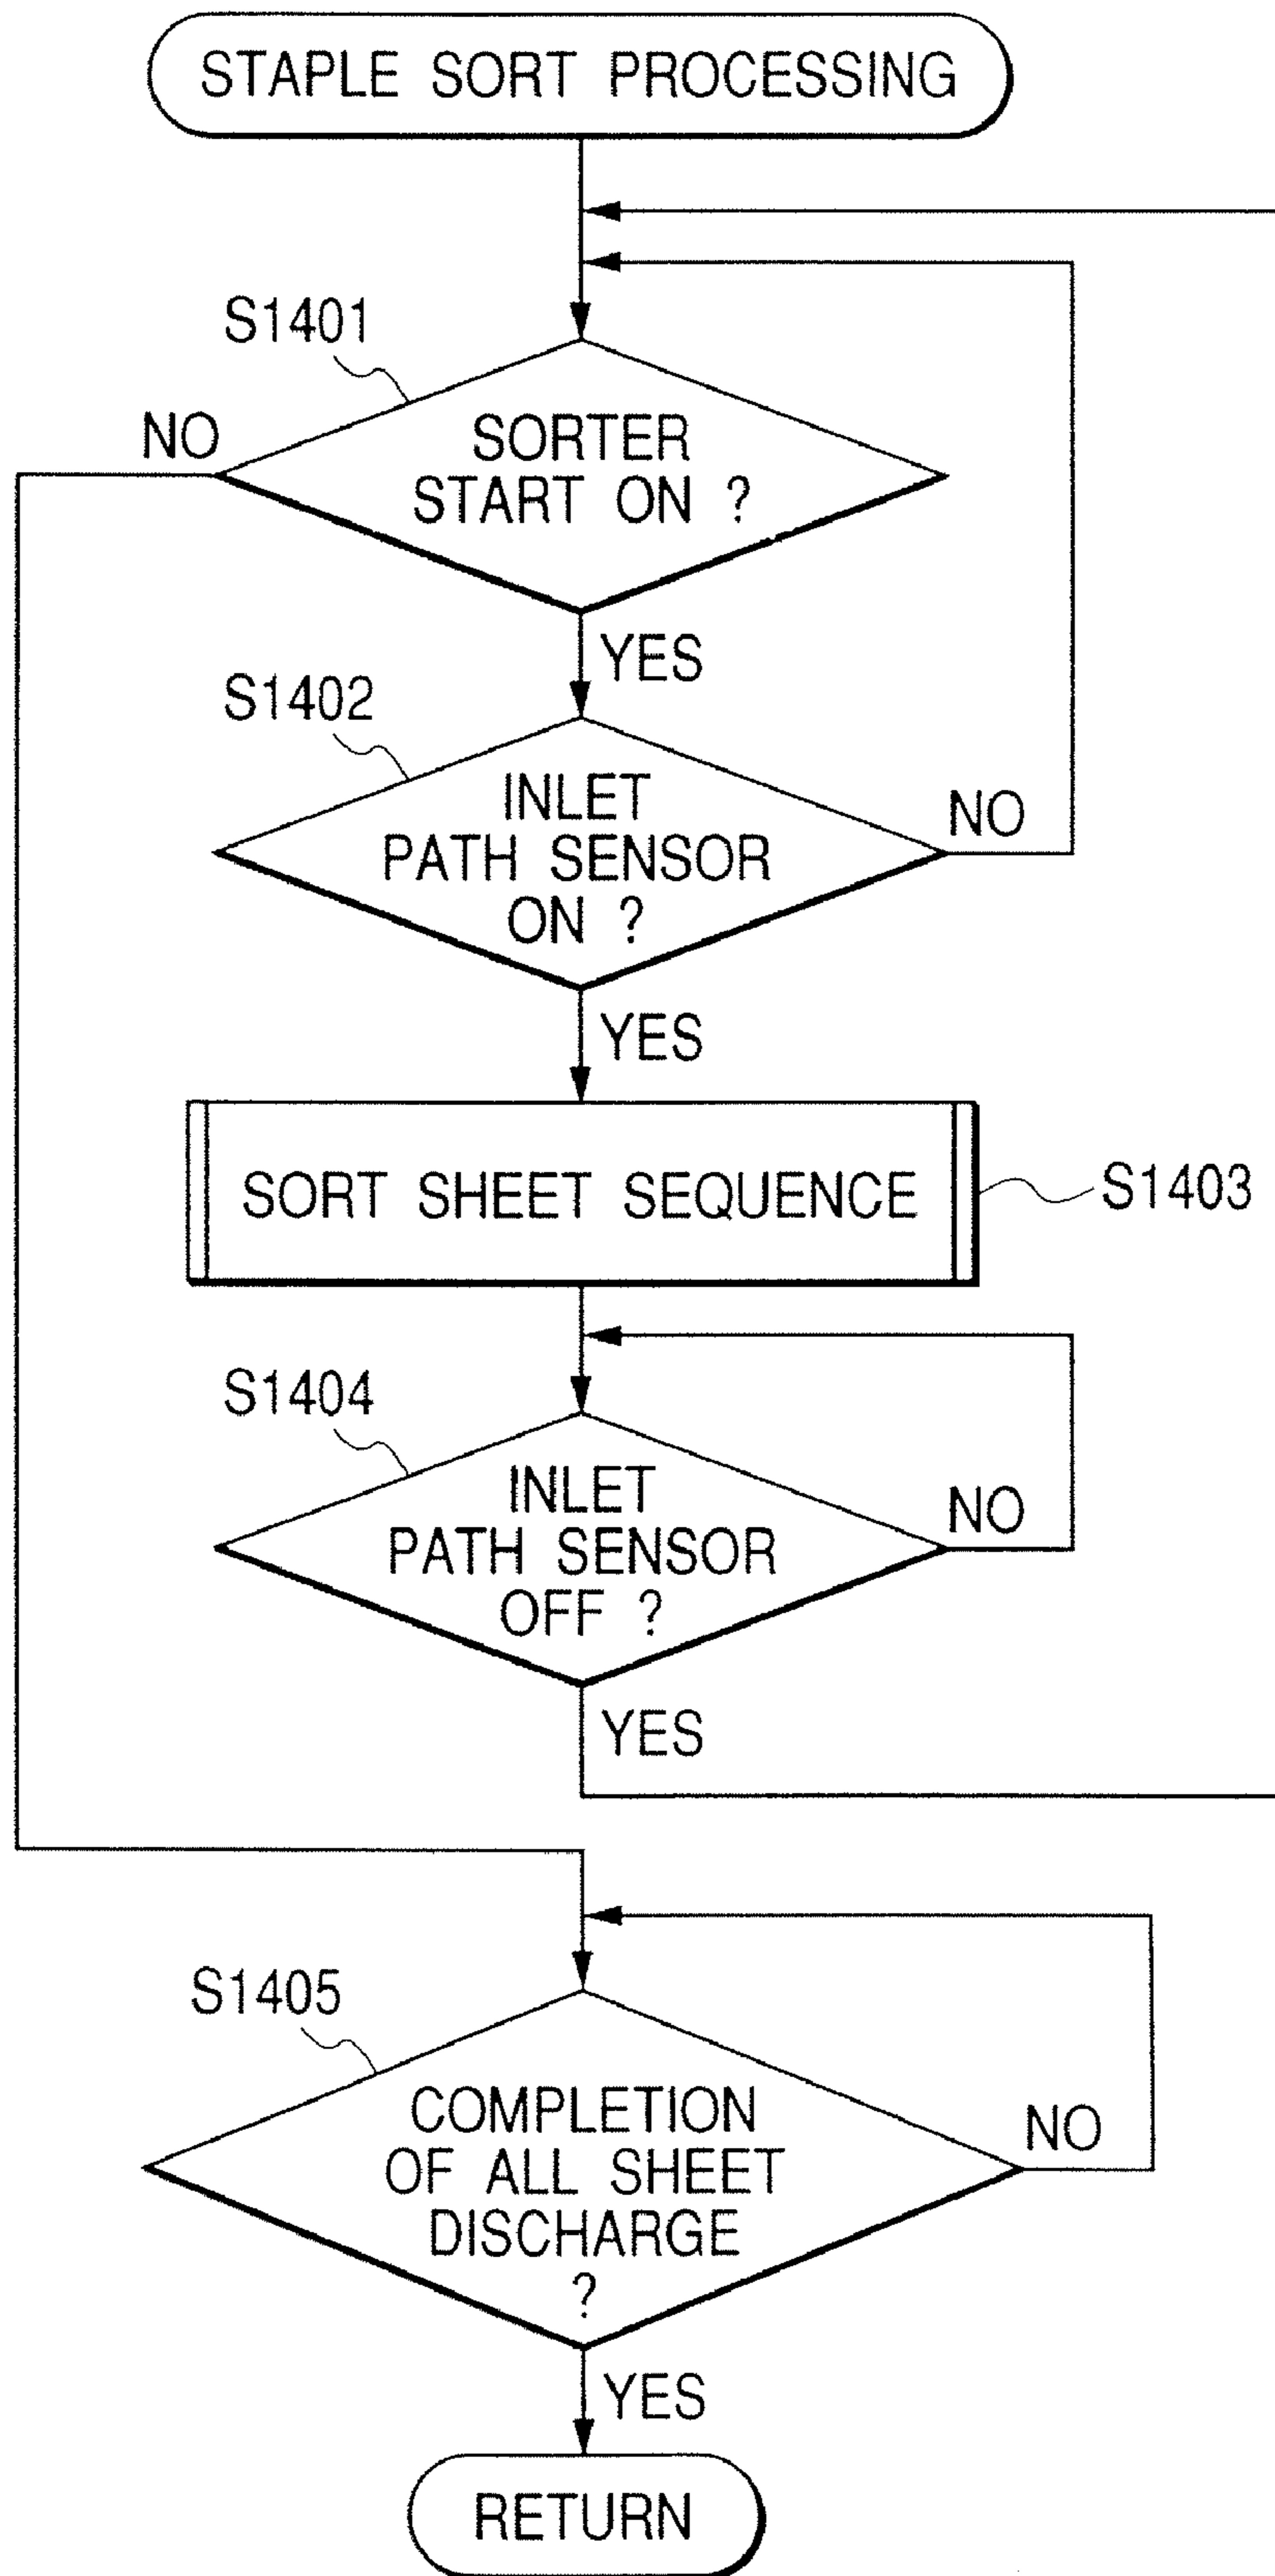 STAPLE SORT PROCESSING
S1401
NO
SORTER
START ON ?
YES
S1402
INLET
PATH SENSOR
ON ?
NO
YES
SORT SHEET SEQUENCE
S1403
S1404
INLET
PATH SENSOR
OFF ?
NO
YES
S1405
COMPLETION
OF ALL SHEET
DISCHARGE
?
NO
YES
RETURN